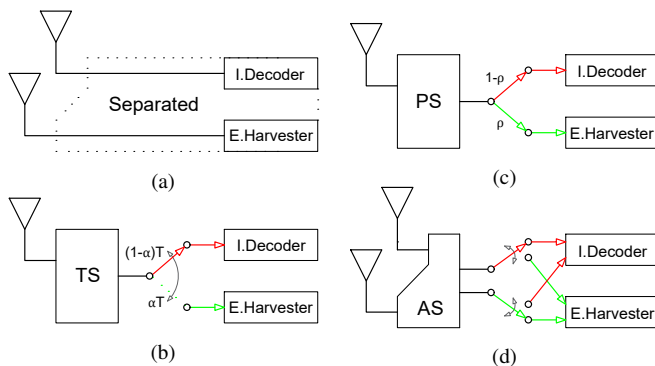 I.Decoder
Separated
E.Harvester
(a)
TS
(1-α)T
αT
I.Decoder
E.Harvester
(b)
PS
1-ρ
ρ
I.Decoder
E.Harvester
(c)
AS
I.Decoder
E.Harvester
(d)